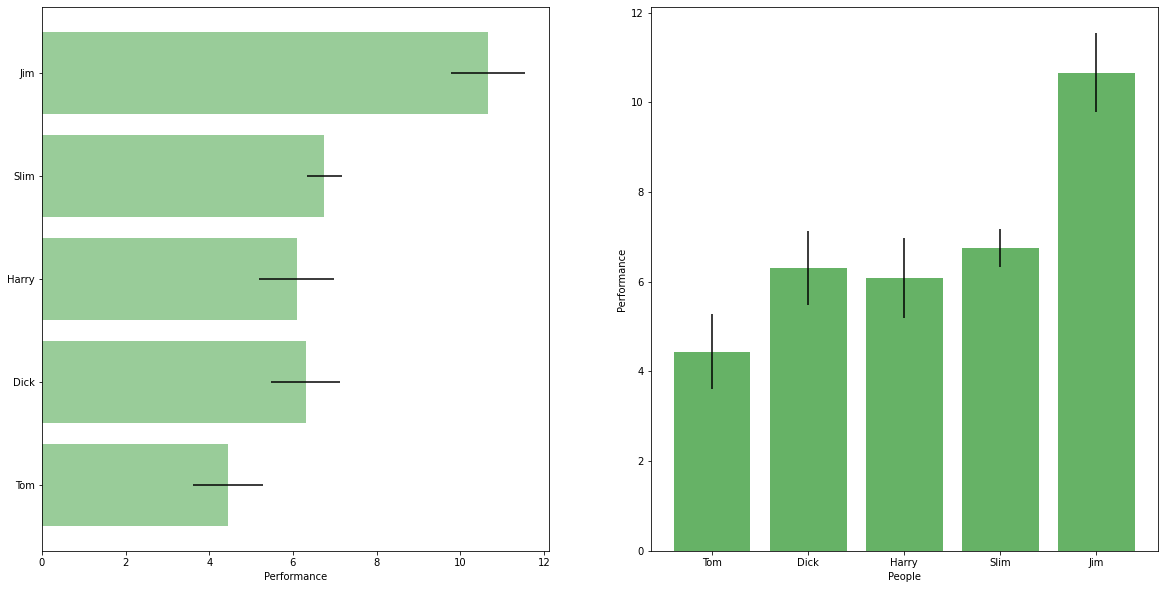 Jim
Slim
Harry
Dick
Tom
0 2 4 6 8 10 12
Performance
12
10
8
6
4
2
0
Performance
Tom Dick Harry Slim Jim
People